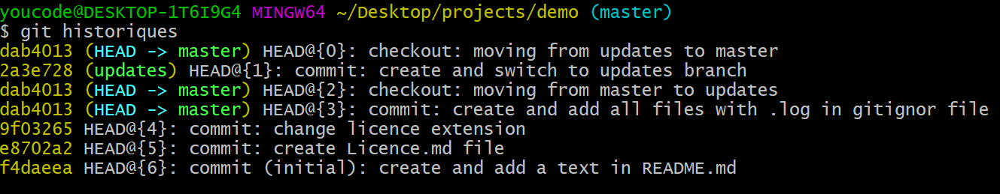 youcode@DESKTOP-1T6I9G4 MINGW64 ~/Desktop/projects/demo (master)
$ git historiques
dab4013 (HEAD -> master) HEAD@{0}: checkout: moving from updates to master
2a3e728 (updates) HEAD@{1}: commit: create and switch to updates branch
dab4013 (HEAD -> master) HEAD@{2}: checkout: moving from master to updates
dab4013 (HEAD -> master) HEAD@{3}: commit: create and add all files with .log in gitignor file
9f03265 HEAD@{4}: commit: change licence extension
e8702a2 HEAD@{5}: commit: create Licence.md file
f4daeea HEAD@{6}: commit (initial): create and add a text in README.md